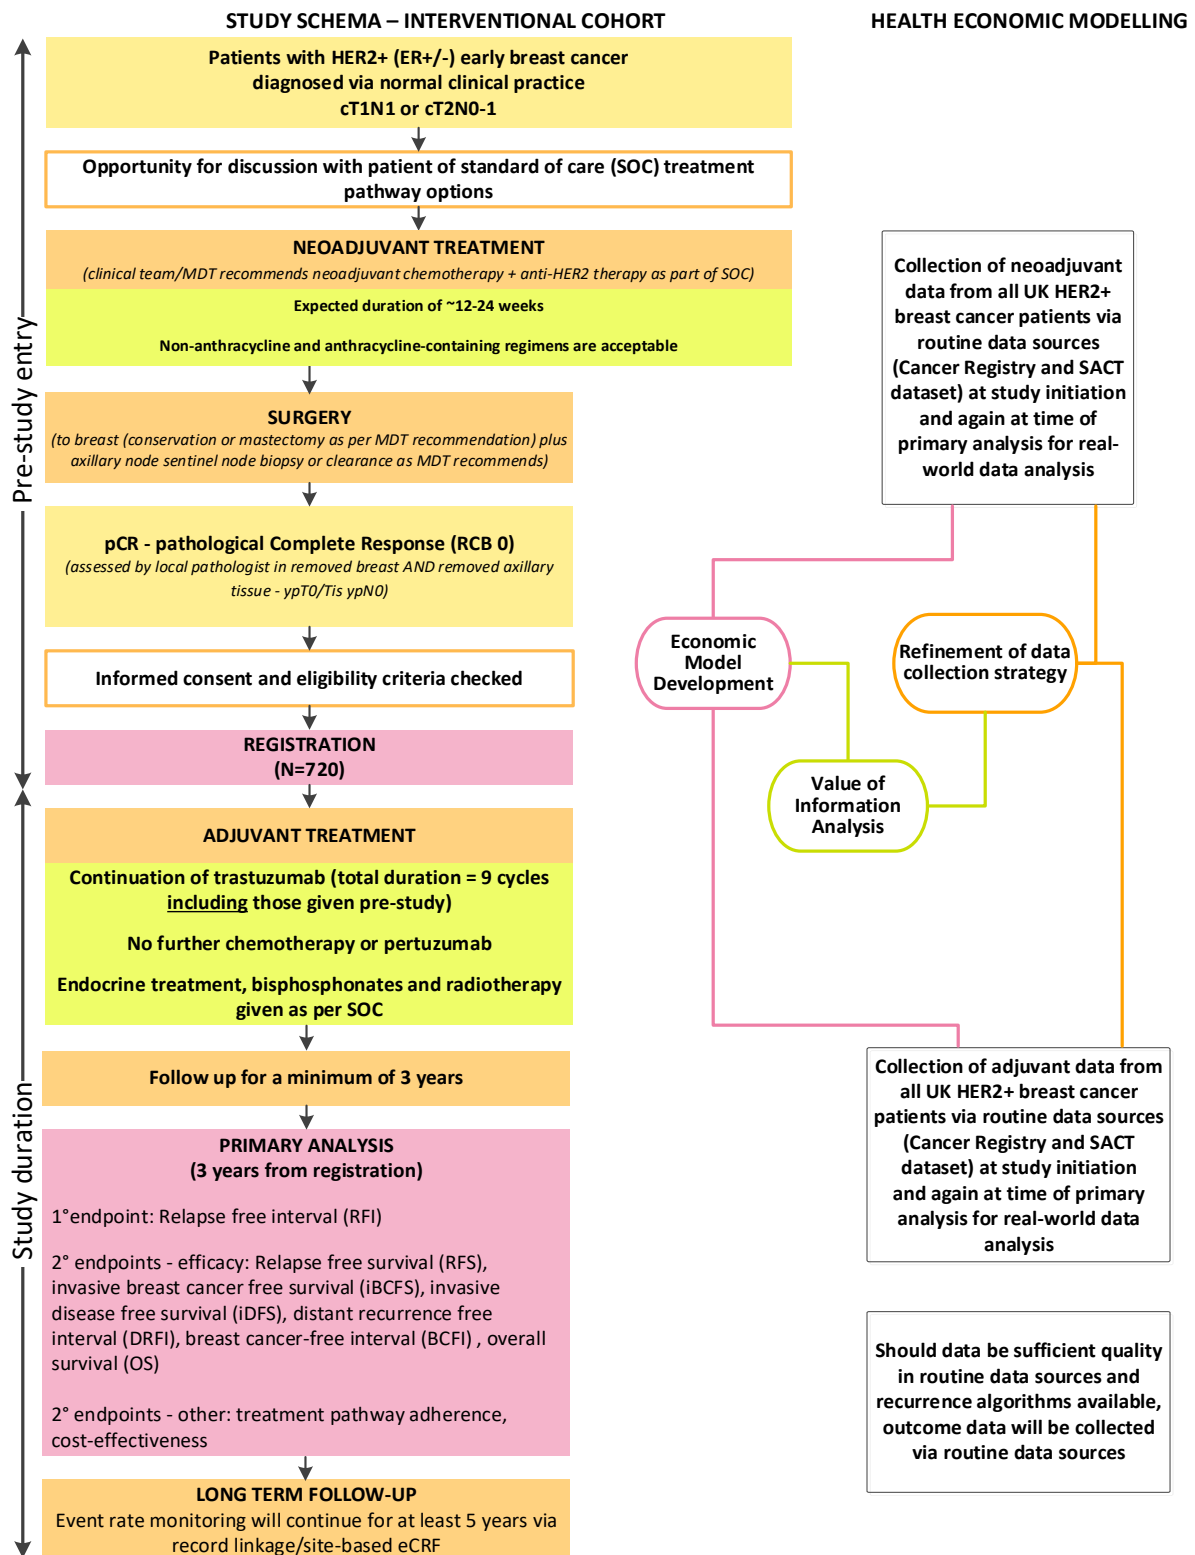 STUDY SCHEMA – INTERVENTIONAL COHORT
HEALTH ECONOMIC MODELLING
Pre-study entry
Patients with HER2+ (ER+/-) early breast cancer
diagnosed via normal clinical practice
cT1N1 or cT2N0-1
Opportunity for discussion with patient of standard of care (SOC) treatment
pathway options
NEOADJUVANT TREATMENT
(clinical team/MDT recommends neoadjuvant chemotherapy + anti-HER2 therapy as part of SOC)
Expected duration of ~12-24 weeks
Non-anthracycline and anthracycline-containing regimens are acceptable
SURGERY
(to breast (conservation or mastectomy as per MDT recommendation) plus
axillary node sentinel node biopsy or clearance as MDT recommends)
pCR - pathological Complete Response (RCB 0)
(assessed by local pathologist in removed breast AND removed axillary
tissue - ypT0/Tis ypN0)
Informed consent and eligibility criteria checked
REGISTRATION
(N=720)
Study duration
ADJUVANT TREATMENT
Continuation of trastuzumab (total duration = 9 cycles
including those given pre-study)
No further chemotherapy or pertuzumab
Endocrine treatment, bisphosphonates and radiotherapy
given as per SOC
Follow up for a minimum of 3 years
PRIMARY ANALYSIS
(3 years from registration)
1°endpoint: Relapse free interval (RFI)
2° endpoints - efficacy: Relapse free survival (RFS),
invasive breast cancer free survival (iBCFS), invasive
disease free survival (iDFS), distant recurrence free
interval (DRFI), breast cancer-free interval (BCFI) , overall
survival (OS)
2° endpoints - other: treatment pathway adherence,
cost-effectiveness
LONG TERM FOLLOW-UP
Event rate monitoring will continue for at least 5 years via
record linkage/site-based eCRF
Collection of neoadjuvant
data from all UK HER2+
breast cancer patients via
routine data sources
(Cancer Registry and SACT
dataset) at study initiation
and again at time of
primary analysis for real-
world data analysis
Economic
Model
Development
Refinement of data
collection strategy
Value of
Information
Analysis
Collection of adjuvant data from
all UK HER2+ breast cancer
patients via routine data sources
(Cancer Registry and SACT
dataset) at study initiation
and again at time of primary
analysis for real-world data
analysis
Should data be sufficient quality
in routine data sources and
recurrence algorithms available,
outcome data will be collected
via routine data sources